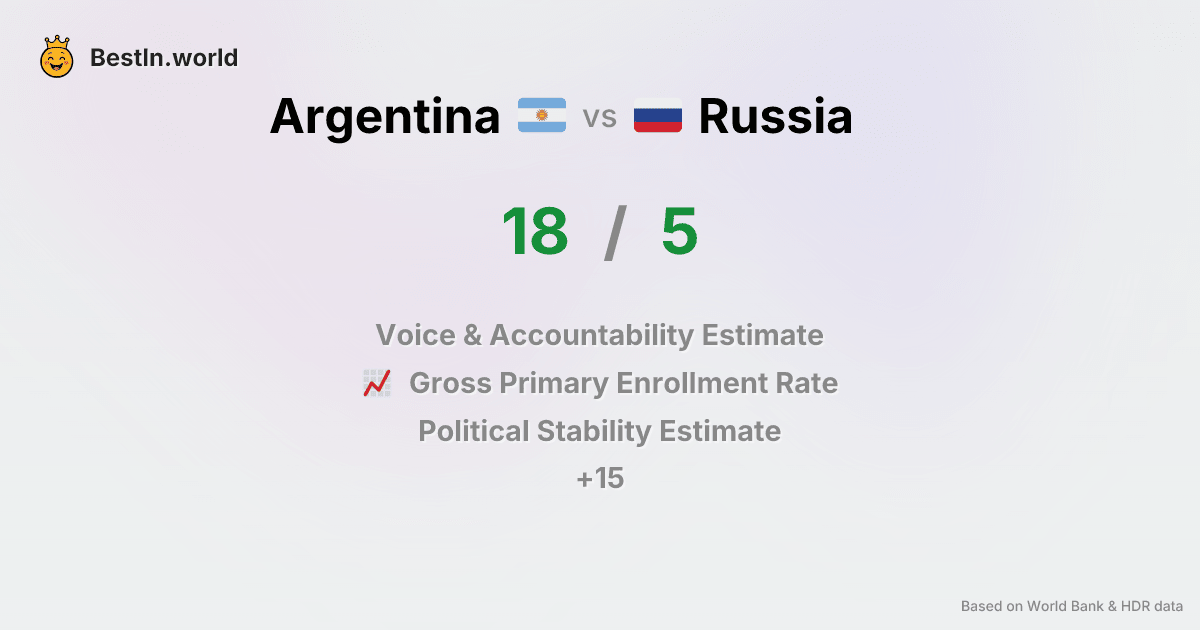 BestIn.world
Argentina vs Russia
18 / 5
Voice & Accountability Estimate
Gross Primary Enrollment Rate
Political Stability Estimate
+15
Based on World Bank & HDR data